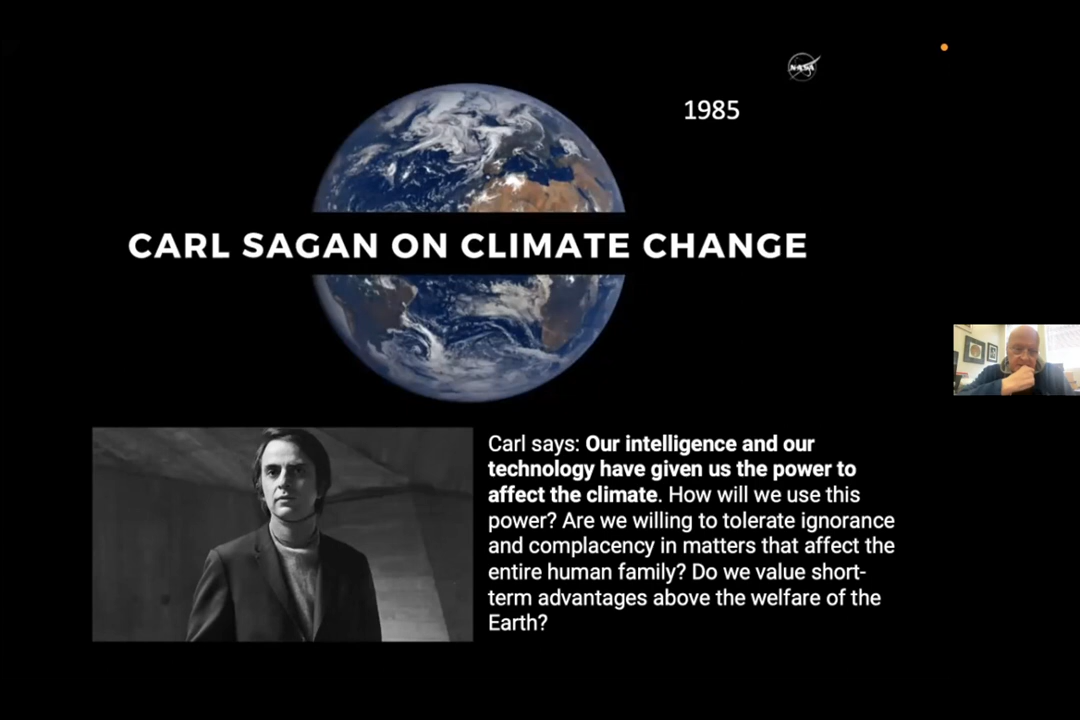 NASA
1985
CARL SAGAN ON CLIMATE CHANGE
Carl says: Our intelligence and our
technology have given us the power to
affect the climate. How will we use this
power? Are we willing to tolerate ignorance
and complacency in matters that affect the
entire human family? Do we value short-
term advantages above the welfare of the
Earth?